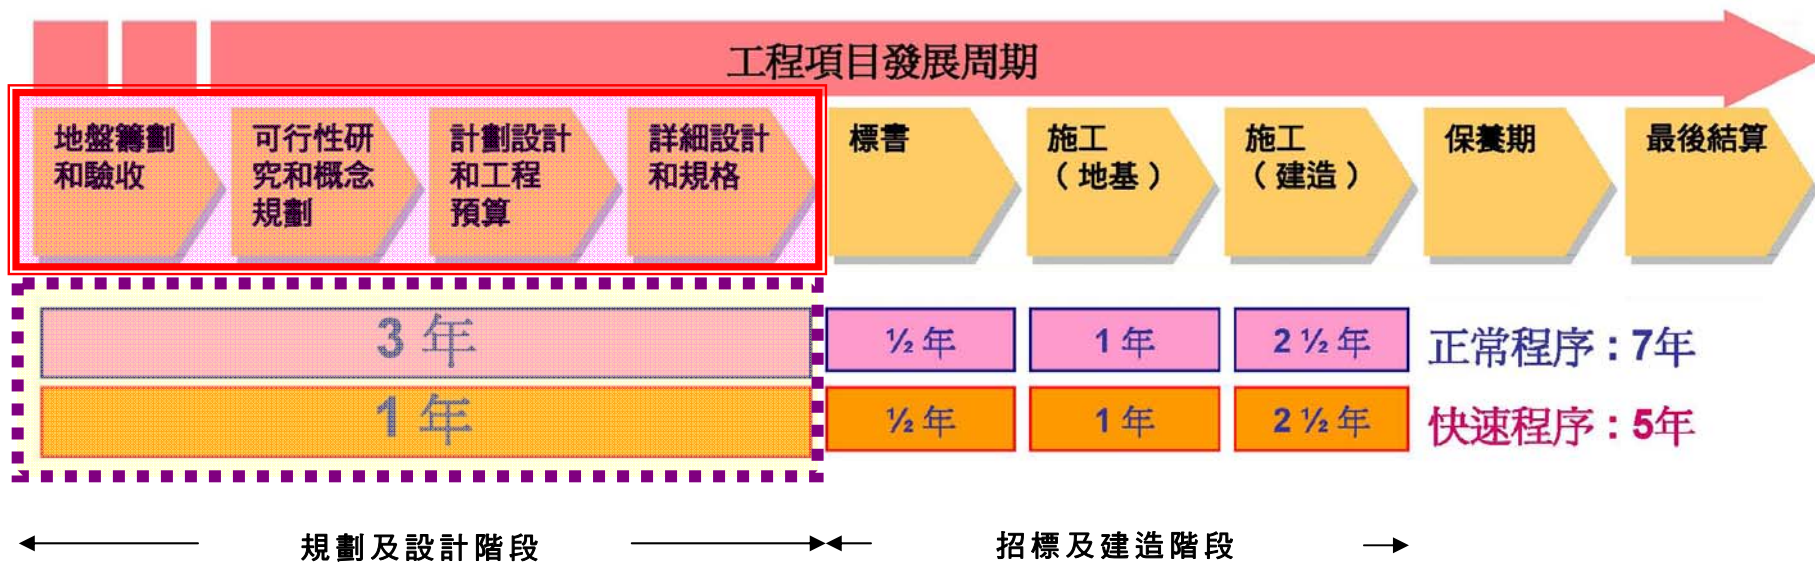 工程項目發展周期
地盤籌劃
和驗收
可行性研
究和概念
規劃
計劃設計
和工程
預算
詳細設計
和規格
標書
施工
（地基）
施工
（建造）
保養期
最後結算
3 年
½ 年
1 年
2 ½ 年
正常程序：7年
1 年
½ 年
1 年
2 ½ 年
快速程序：5年
規劃及設計階段
招標及建造階段